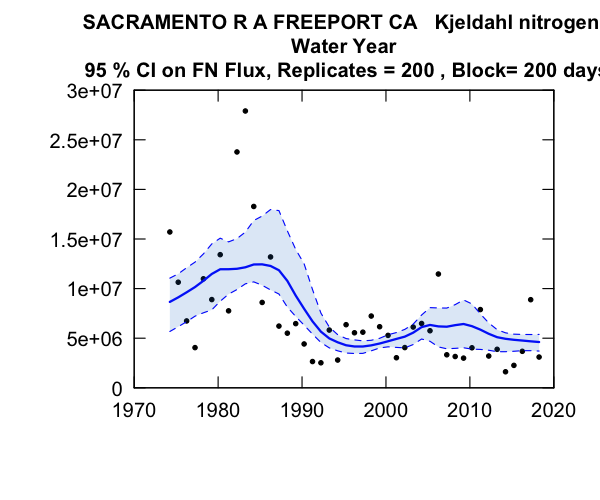 SACRAMENTO R A FREEPORT CA Kjeldahl nitrogen
Water Year
95 % CI on FN Flux, Replicates = 200 , Block= 200 days
3e+07
2.5e+07
2e+07
1.5e+07
1e+07
5e+06
0
1970 1980 1990 2000 2010 2020